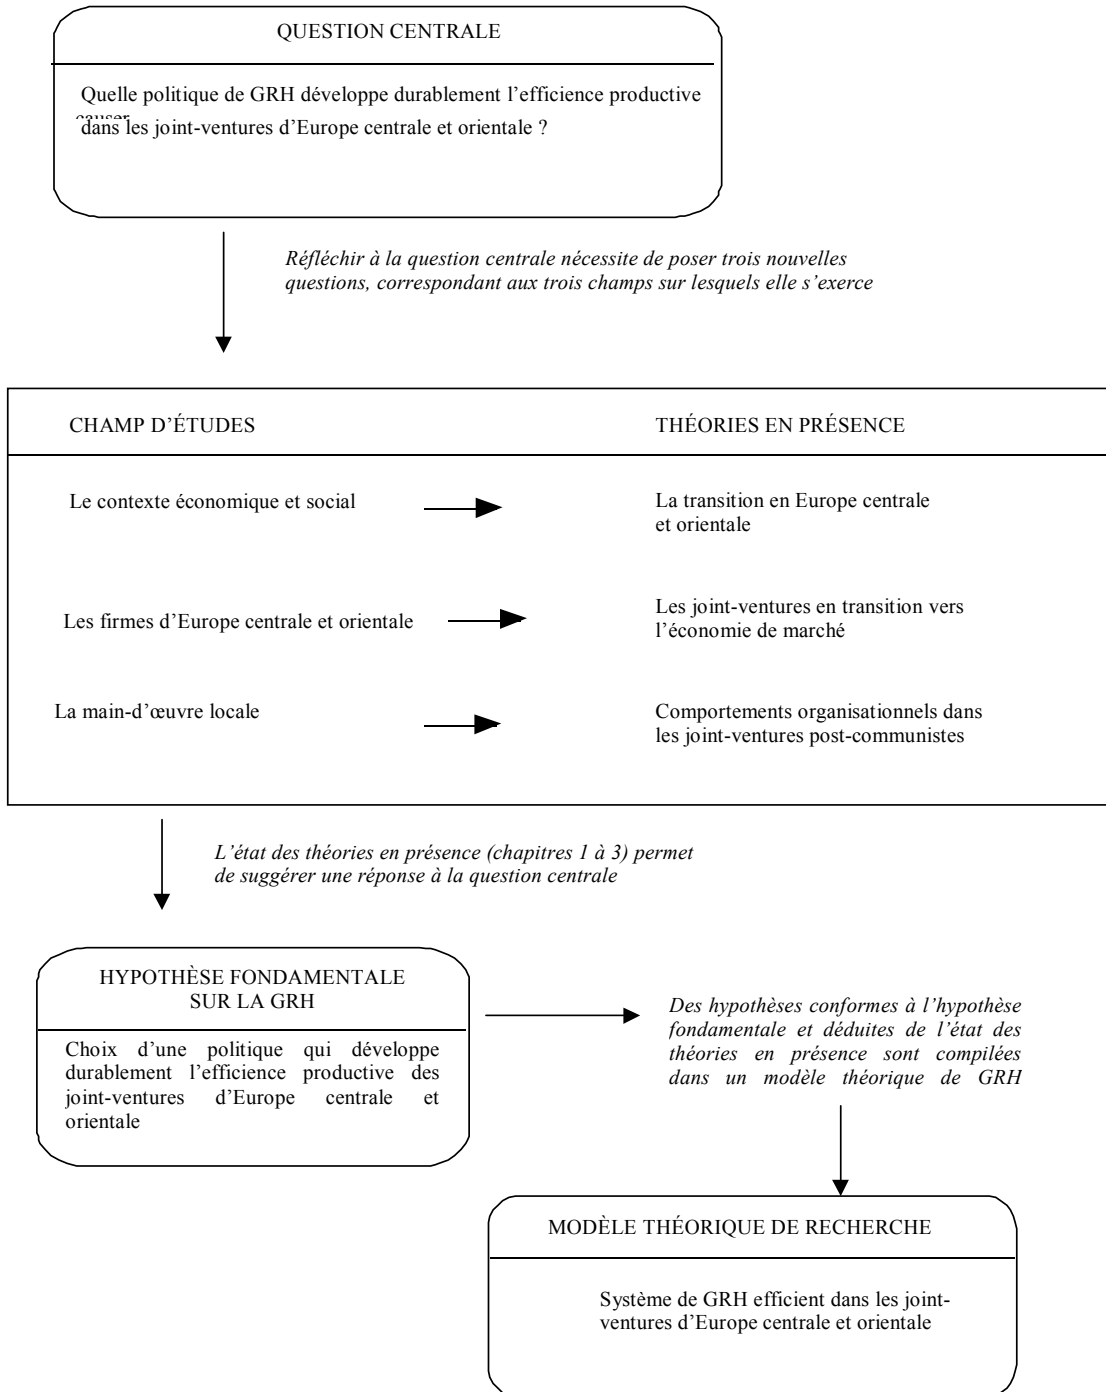 QUESTION CENTRALE
Quelle politique de GRH développe durablement l’efficience productive
causer
dans les joint-ventures d’Europe centrale et orientale ?
Réfléchir à la question centrale nécessite de poser trois nouvelles
questions, correspondant aux trois champs sur lesquels elle s’exerce
CHAMP D’ÉTUDES
THÉORIES EN PRÉSENCE
Le contexte économique et social
La transition en Europe centrale
et orientale
Les firmes d’Europe centrale et orientale
Les joint-ventures en transition vers
l’économie de marché
La main-d’œuvre locale
Comportements organisationnels dans
les joint-ventures post-communistes
L’état des théories en présence (chapitres 1 à 3) permet
de suggérer une réponse à la question centrale
HYPOTHÈSE FONDAMENTALE
SUR LA GRH
Choix d’une politique qui développe
durablement l’efficience productive des
joint-ventures d’Europe centrale et
orientale
Des hypothèses conformes à l’hypothèse
fondamentale et déduites de l’état des
théories en présence sont compilées
dans un modèle théorique de GRH
MODÈLE THÉORIQUE DE RECHERCHE
Système de GRH efficient dans les joint-
ventures d’Europe centrale et orientale